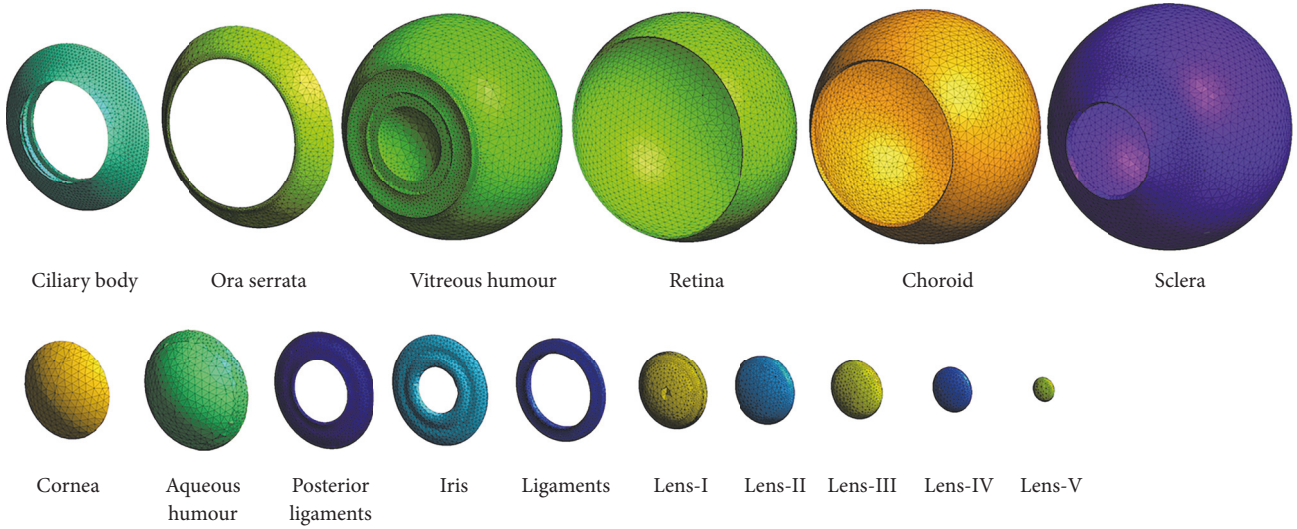 Ciliary body Ora serrata Vitreous humour Retina Choroid Sclera
Cornea Aqueous humour Posterior ligaments Iris Ligaments Lens-I Lens-II Lens-III Lens-IV Lens-V